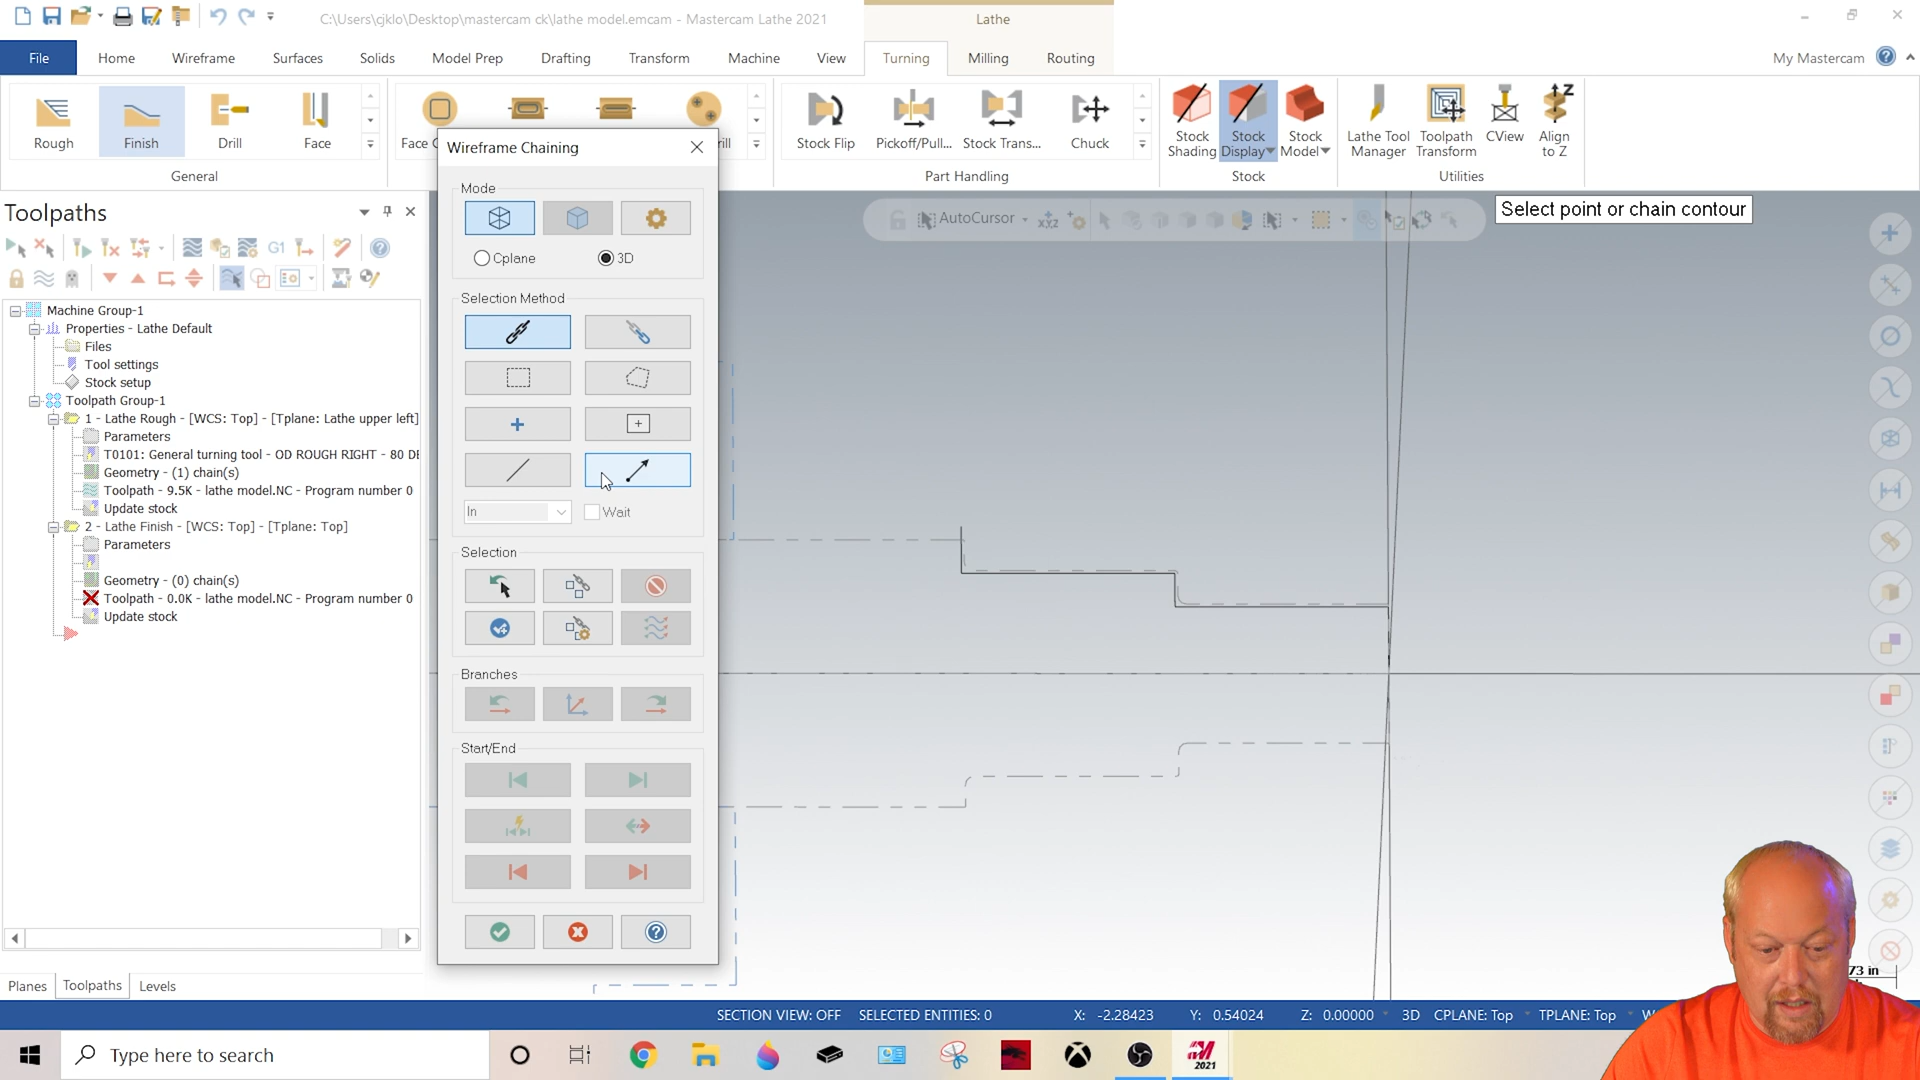 C:\Users\cjklo\Desktop\mastercam ck\lathe model.emcam - Mastercam Lathe 2021
Lathe
File
Home
Wireframe
Surfaces
Solids
Model Prep
Drafting
Transform
Machine
View
Turning
Milling
Routing
My Mastercam
Rough
Finish
Drill
Face
Face C
ill
Stock Flip
Pickoff/Pull...
Stock Trans...
Chuck
Stock
Shading
Stock
Display
Stock
Model
Lathe Tool
Manager
Toolpath
Transform
CView
Align
to Z
General
Part Handling
Stock
Utilities
Toolpaths
G1
Machine Group-1
Properties - Lathe Default
Files
Tool settings
Stock setup
Toolpath Group-1
1 - Lathe Rough - [WCS: Top] - [Tplane: Lathe upper left]
Parameters
T0101: General turning tool - OD ROUGH RIGHT - 80 DE
Geometry - (1) chain(s)
Toolpath - 9.5K - lathe model.NC - Program number 0
Update stock
2 - Lathe Finish - [WCS: Top] - [Tplane: Top]
Parameters
Geometry - (0) chain(s)
Toolpath - 0.0K - lathe model.NC - Program number 0
Update stock
Planes
Toolpaths
Levels
Wireframe Chaining
Mode
Cplane
3D
Selection Method
In
Wait
Selection
Branches
Start/End
AutoCursor
Select point or chain contour
73 in
SECTION VIEW: OFF
SELECTED ENTITIES: 0
X: -2.28423
Y: 0.54024
Z: 0.00000
3D
CPLANE: Top
TPLANE: Top
W
Type here to search
2021